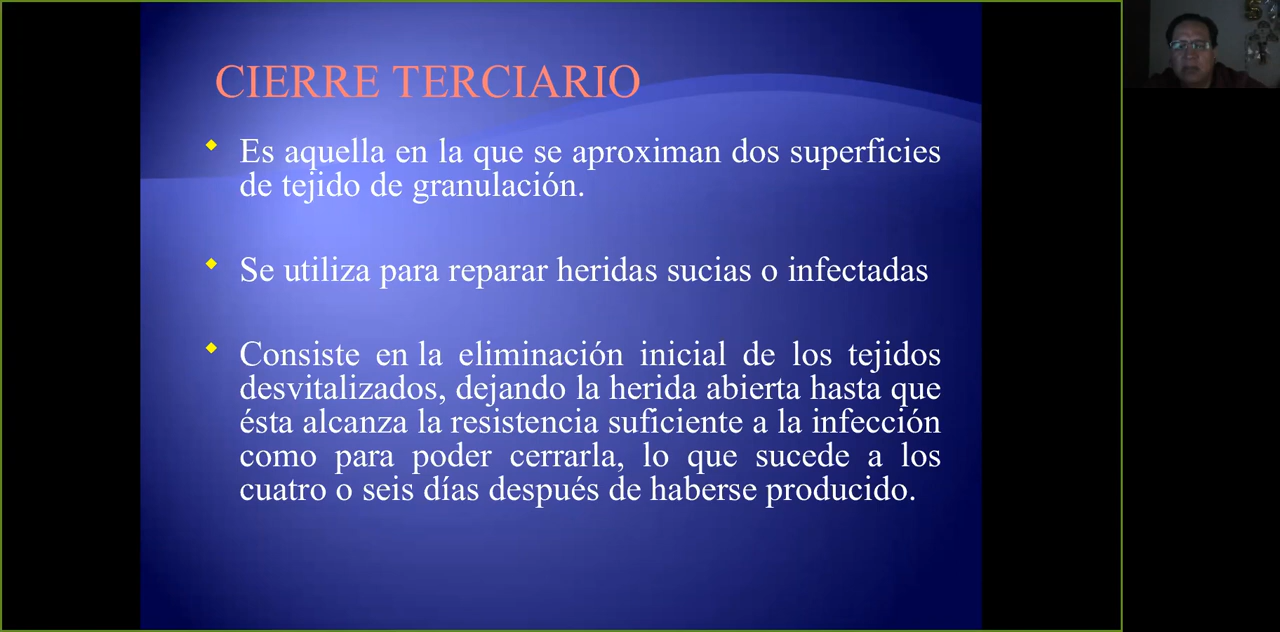 CIERRE TERCIARIO
Es aquella en la que se aproximan dos superficies
de tejido de granulación.
Se utiliza para reparar heridas sucias o infectadas
Consiste en la eliminación inicial de los tejidos
desvitalizados, dejando la herida abierta hasta que
ésta alcanza la resistencia suficiente a la infección
como para poder cerrarla, lo que sucede a los
cuatro o seis días después de haberse producido.